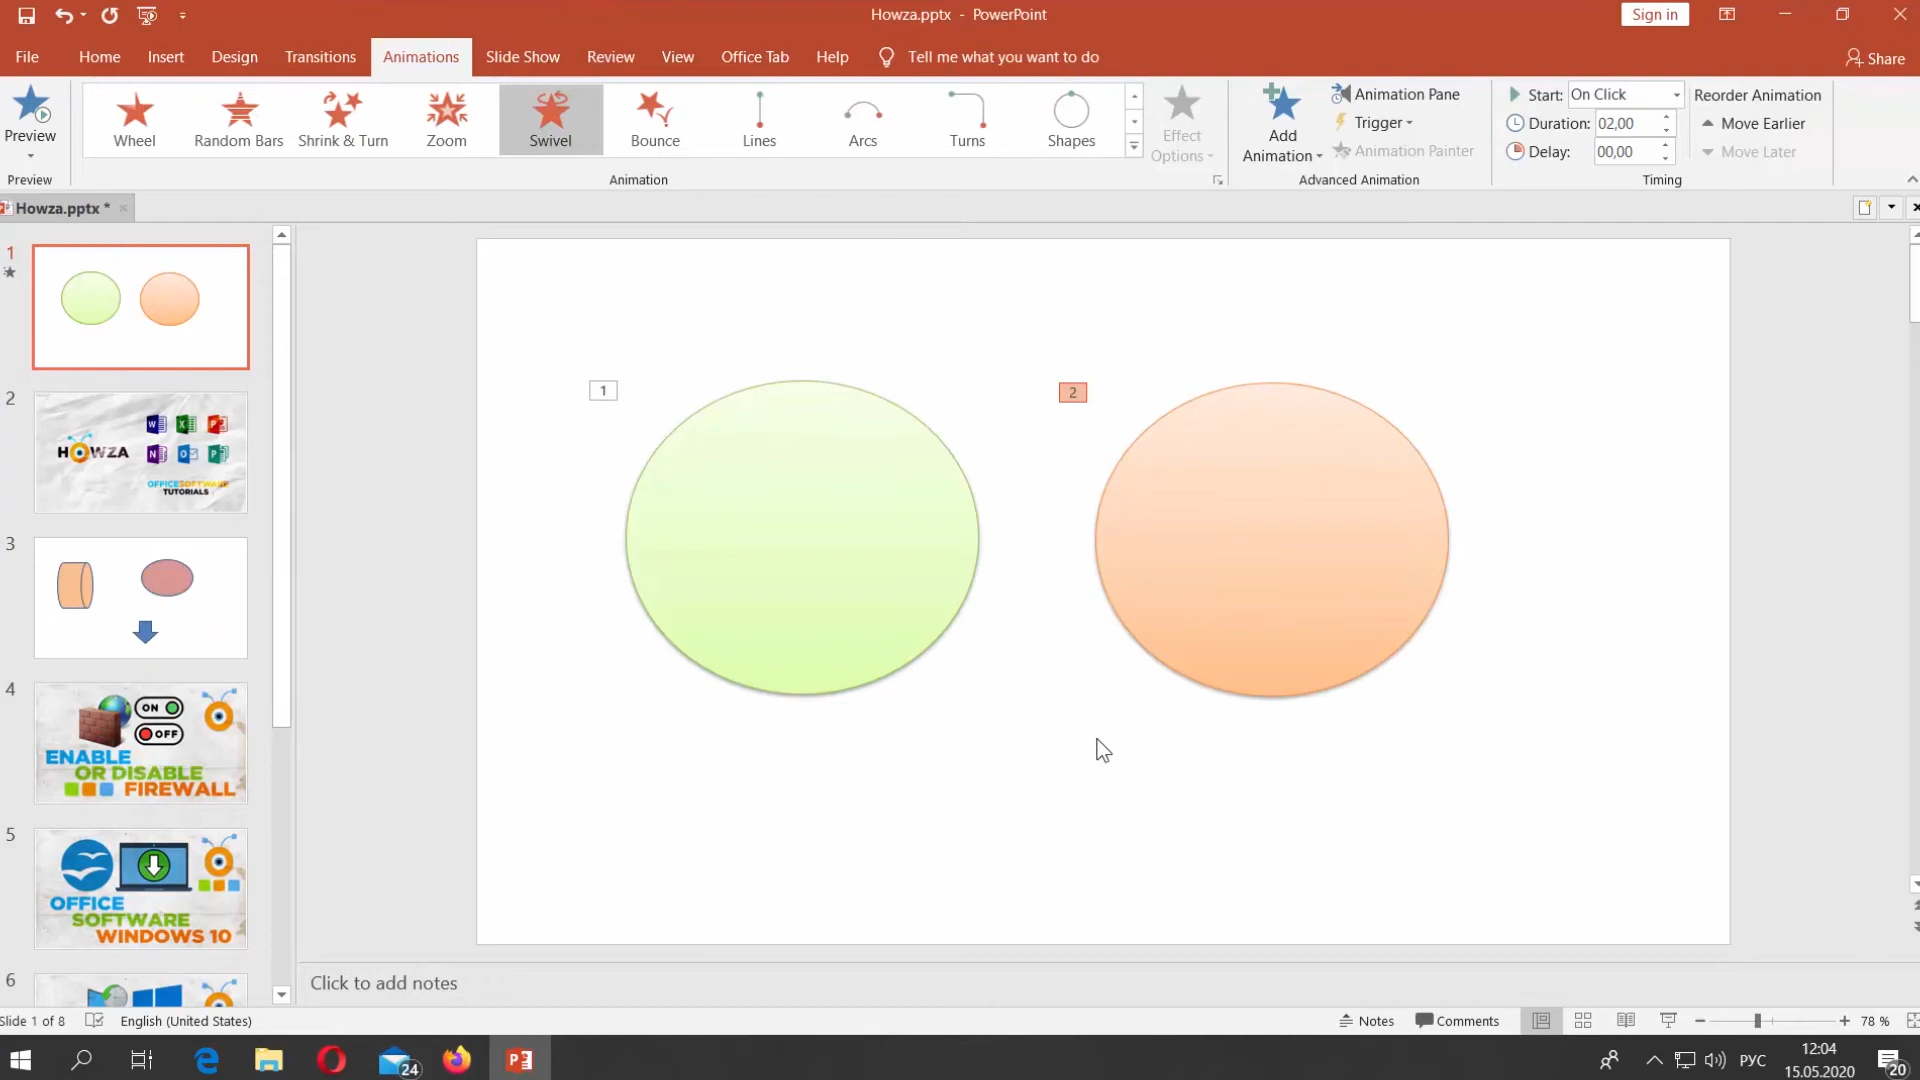 Howza.pptx - PowerPoint
Sign in
File Home Insert Design Transitions Animations Slide Show Review View Office Tab Help Tell me what you want to do Share
Preview
Wheel Random Bars Shrink & Turn Zoom Swivel Bounce Lines Arcs Turns Shapes
Effect Options
Add Animation
Animation Pane
Trigger
Animation Painter
Start: On Click
Duration: 02,00
Delay: 00,00
Reorder Animation
Move Earlier
Move Later
Preview Animation Advanced Animation Timing
Howza.pptx *
1
2
HOWZA
OFFICESOFTWARE
TUTORIALS
3
4
ON
OFF
ENABLE
OR DISABLE
FIREWALL
5
OFFICE
SOFTWARE
WINDOWS 10
6
1
2
Click to add notes
Slide 1 of 8 English (United States) Notes Comments 78 %
24
РУС
12:04
15.05.2020
20